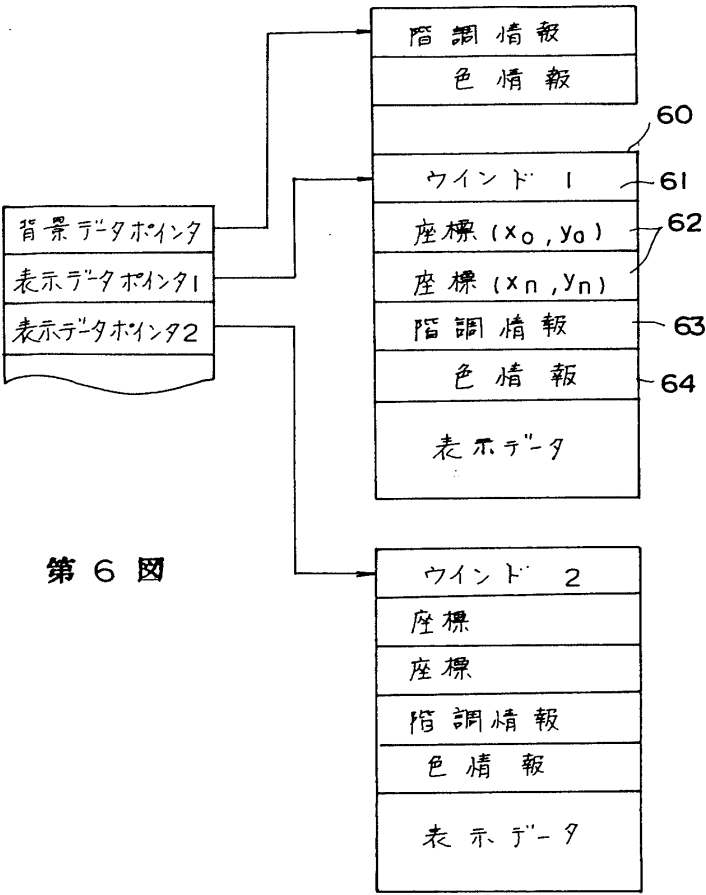 階調情報
色情報
60
ウインド 1
61
座標(x0,y0)
62
座標(xn,yn)
階調情報
63
色情報
64
表示データ
背景データポインタ
表示データポインタ1
表示データポインタ2
第6図
ウインド 2
座標
座標
階調情報
色情報
表示データ